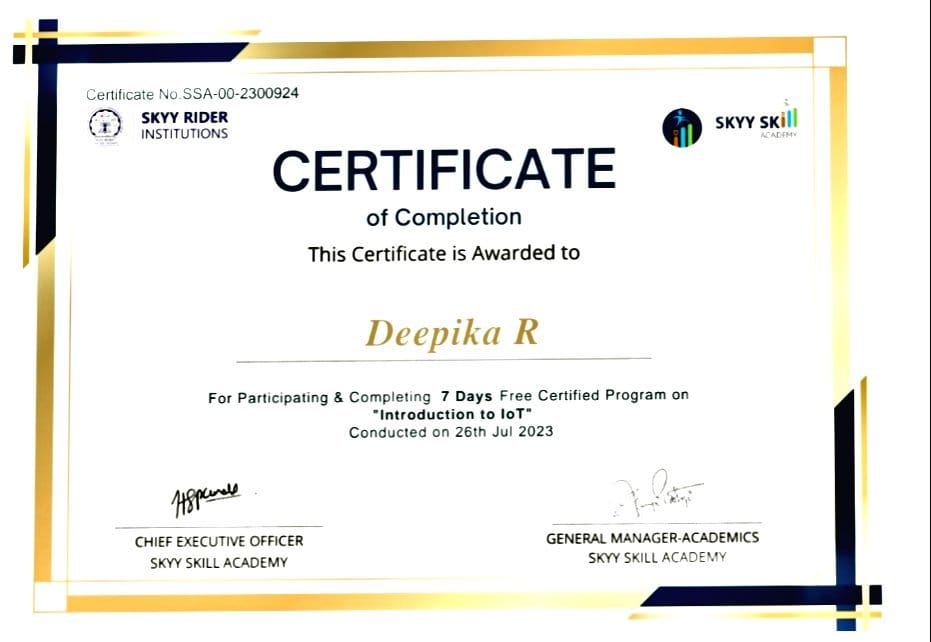 Certificate No.SSA-00-2300924
SKYY RIDER
INSTITUTIONS
SKYY SKill
ACADEMY
CERTIFICATE
of Completion
This Certificate is Awarded to
Deepika R
For Participating & Completing 7 Days Free Certified Program on
"Introduction to IoT"
Conducted on 26th Jul 2023
CHIEF EXECUTIVE OFFICER
SKYY SKILL ACADEMY
GENERAL MANAGER-ACADEMICS
SKYY SKILL ACADEMY